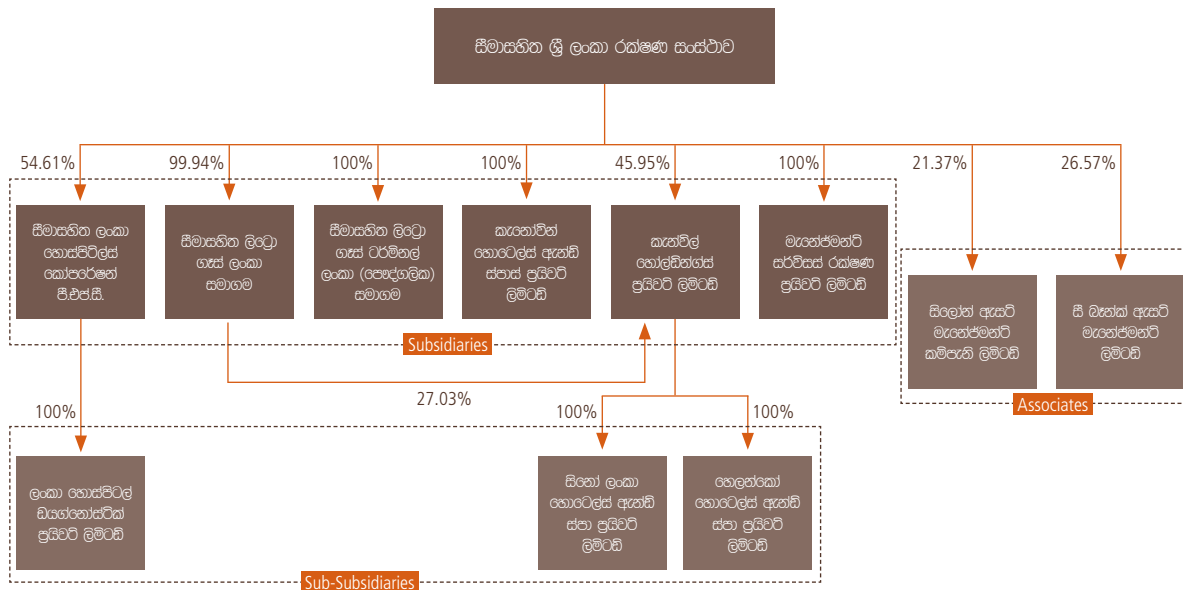 සීමාසහිත ශ්‍රී ලංකා රක්ෂණ සංස්ථාව
54.61%
99.94%
100%
100%
45.95%
100%
21.37%
26.57%
සීමාසහිත ලංකා
හොස්පිට්ල්ස්
කෝපරේෂන්
පී.එප්.සී.
සීමාසහිත ලිට්‍රෝ
ගෑස් ලංකා
සමාගම
සීමාසහිත ලිට්‍රෝ
ගෑස් ටර්මිනල්
ලංකා (පෞද්ගලික)
සමාගම
කැනෝවින්
හොටෙල්ස් ඇන්ඩ්
ස්පාස් ප්‍රයිවට්
ලිමිටඩ්
කැන්විල්
හෝල්ඩින්ග්ස්
ප්‍රයිවට් ලිමිටඩ්
මැනේජ්මන්ට්
සර්විසස් රක්ෂණ
ප්‍රයිවට් ලිමිටඩ්
සිලෝන් ඇසට්
මැනේජ්මන්ට්
කම්පැනි ලිමිටඩ්
සී බෑන්ක් ඇසට්
මැනේජ්මන්ට්
ලිමිටඩ්
Subsidiaries
27.03%
Associates
100%
100%
100%
ලංකා හොස්පිටල්
ඩයග්නෝස්ටික්
ප්‍රයිවට් ලිමිටඩ්
සිනෝ ලංකා
හොටෙල්ස් ඇන්ඩ්
ස්පා ප්‍රයිවට්
ලිමිටඩ්
හෙලන්කෝ
හොටෙල්ස් ඇන්ඩ්
ස්පා ප්‍රයිවට්
ලිමිටඩ්
Sub-Subsidiaries